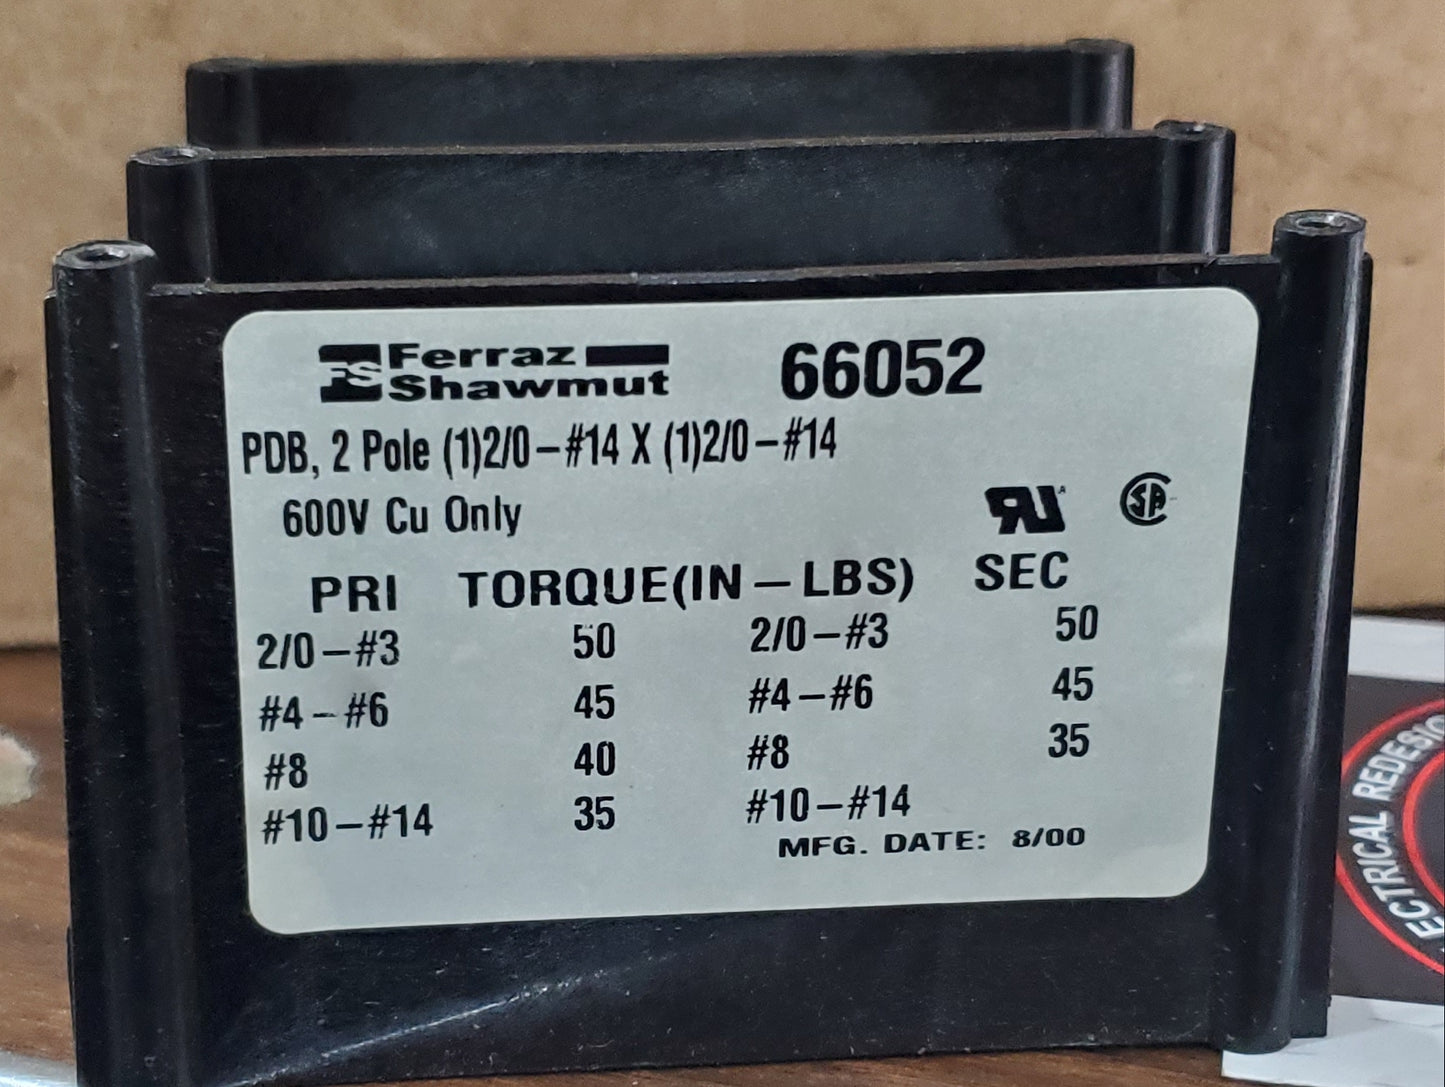 FS Ferraz Shawmut 66052
PDB, 2 Pole (1)2/0-#14 X (1)2/0-#14
600V Cu Only
PRI TORQUE(IN-LBS) SEC
2/0-#3 50 2/0-#3 50
#4-#6 45 #4-#6 45
#8 40 #8 35
#10-#14 35 #10-#14
MFG. DATE: 8/00